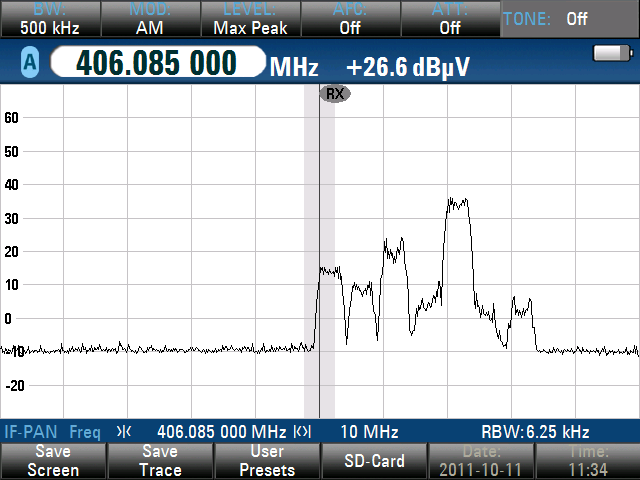 BW: MOD: LEVEL: AFC: ATT: TONE: Off
500 kHz AM Max Peak Off Off
A 406.085 000 MHz +26.6 dBµV
RX
60
50
40
30
20
10
0
-10
-20
IF-PAN Freq 406.085 000 MHz 10 MHz RBW: 6.25 kHz
Save Screen
Save Trace
User Presets
SD-Card
Date: 2011-10-11
Time: 11:34